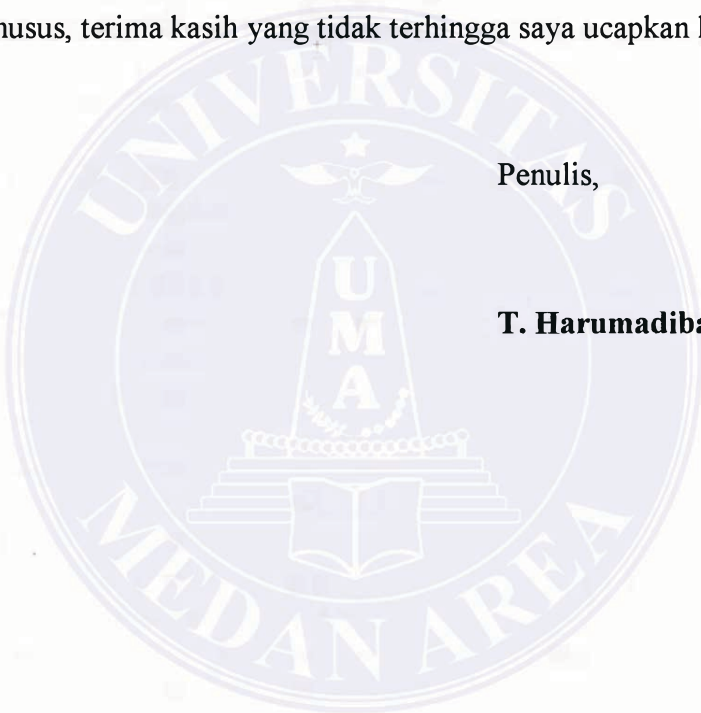 husus, terima kasih yang tidak terhingga saya ucapkan
UNIVERSITAS
Penulis,
UMA
T. Harumadiba
MEDAN AREA